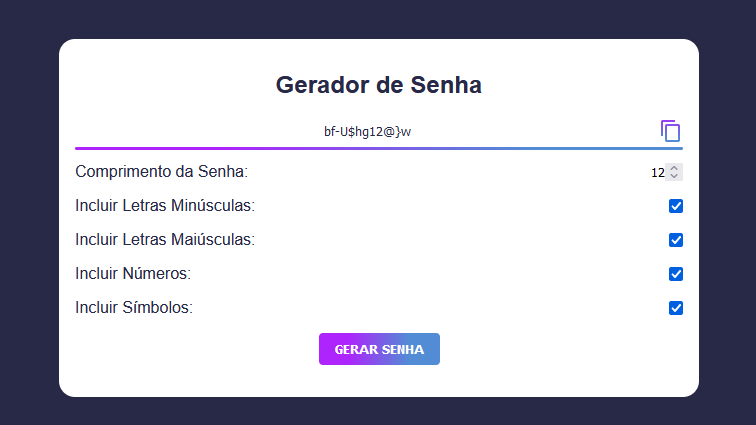 Gerador de Senha
bf-U$hg12@}w
Comprimento da Senha: 12
Incluir Letras Minúsculas:
Incluir Letras Maiúsculas:
Incluir Números:
Incluir Símbolos:
GERAR SENHA